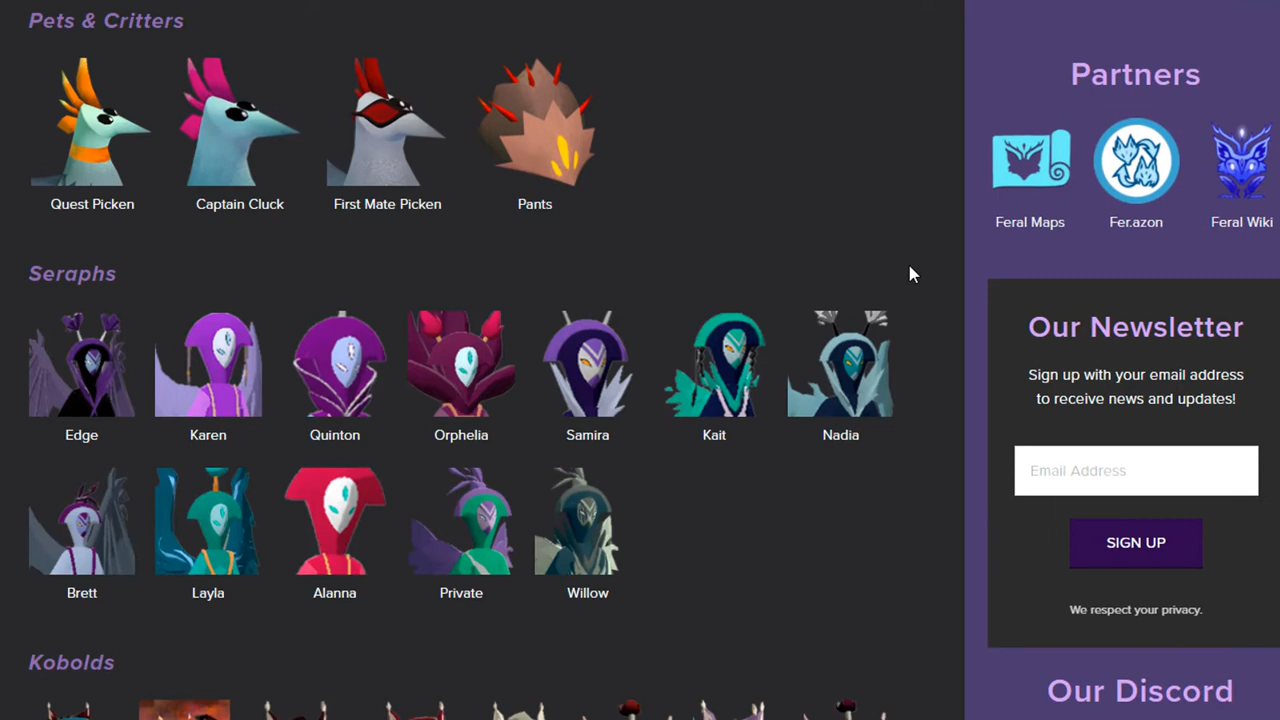 Pets & Critters
Quest Picken
Captain Cluck
First Mate Picken
Pants
Seraphs
Edge
Karen
Quinton
Orphelia
Samira
Kait
Nadia
Brett
Layla
Alanna
Private
Willow
Kobolds
Partners
Feral Maps
Fer.azon
Feral Wiki
Our Newsletter
Sign up with your email address
to receive news and updates!
Email Address
SIGN UP
We respect your privacy.
Our Discord